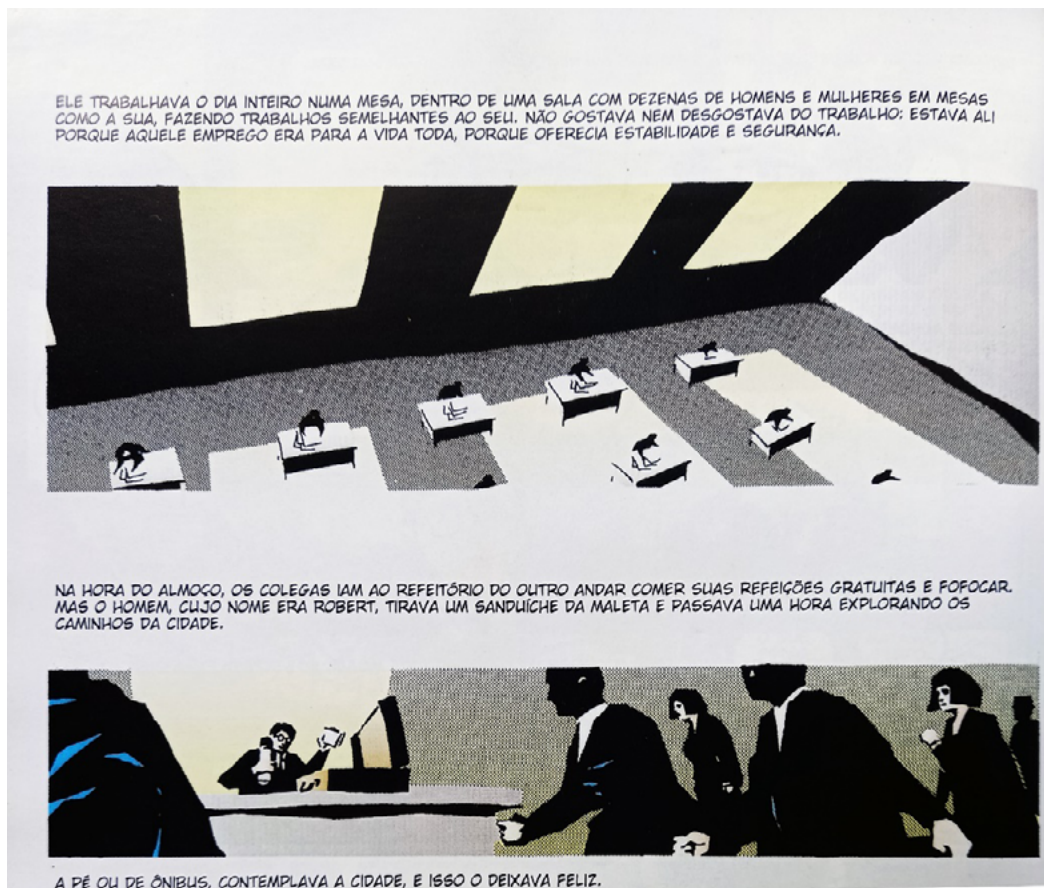 ELE TRABALHAVA O DIA INTEIRO NUMA MESA, DENTRO DE UMA SALA COM DEZENAS DE HOMENS E MULHERES EM MESAS
COMO A SUA, FAZENDO TRABALHOS SEMELHANTES AO SEU. NÃO GOSTAVA NEM DESGOSTAVA DO TRABALHO: ESTAVA ALI
PORQUE AQUELE EMPREGO ERA PARA A VIDA TODA, PORQUE OFERECIA ESTABILIDADE E SEGURANÇA.
NA HORA DO ALMOÇO, OS COLEGAS IAM AO REFEITÓRIO DO OUTRO ANDAR COMER SUAS REFEIÇÕES GRATUITAS E FOFOCAR.
MAS O HOMEM, CUJO NOME ERA ROBERT, TIRAVA UM SANDUÍCHE DA MALETA E PASSAVA UMA HORA EXPLORANDO OS
CAMINHOS DA CIDADE.
A PÉ OU DE ÔNIBUS, CONTEMPLAVA A CIDADE, E ISSO O DEIXAVA FELIZ.